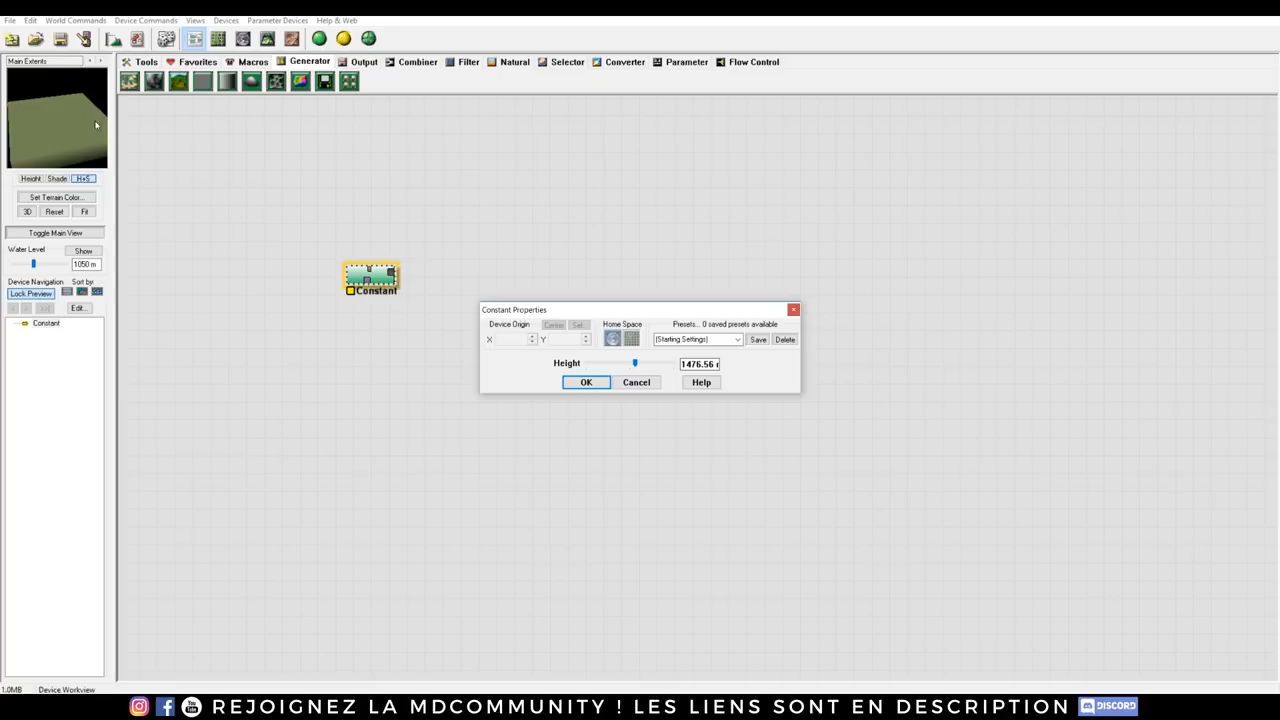 File Edit World Commands Device Commands Views Devices Parameter Devices Help & Web
Main Extents
Tools Favorites Macros Generator Output Combiner Filter Natural Selector Converter Parameter Flow Control
Height Shade H+S
Set Terrain Color...
3D Reset Fit
Toggle Main View
Water Level Show
1050 m
Device Navigation Sort by:
Lock Preview
Edit...
Constant
Constant
Constant Properties
Device Origin Center Sel... Home Space Presets... 0 saved presets available
X Y (Starting Settings) Save Delete
Height 1476.56
OK Cancel Help
1.0MB Device Workview
REJOIGNEZ LA MDCOMMUNITY ! LES LIENS SONT EN DESCRIPTION DISCORD